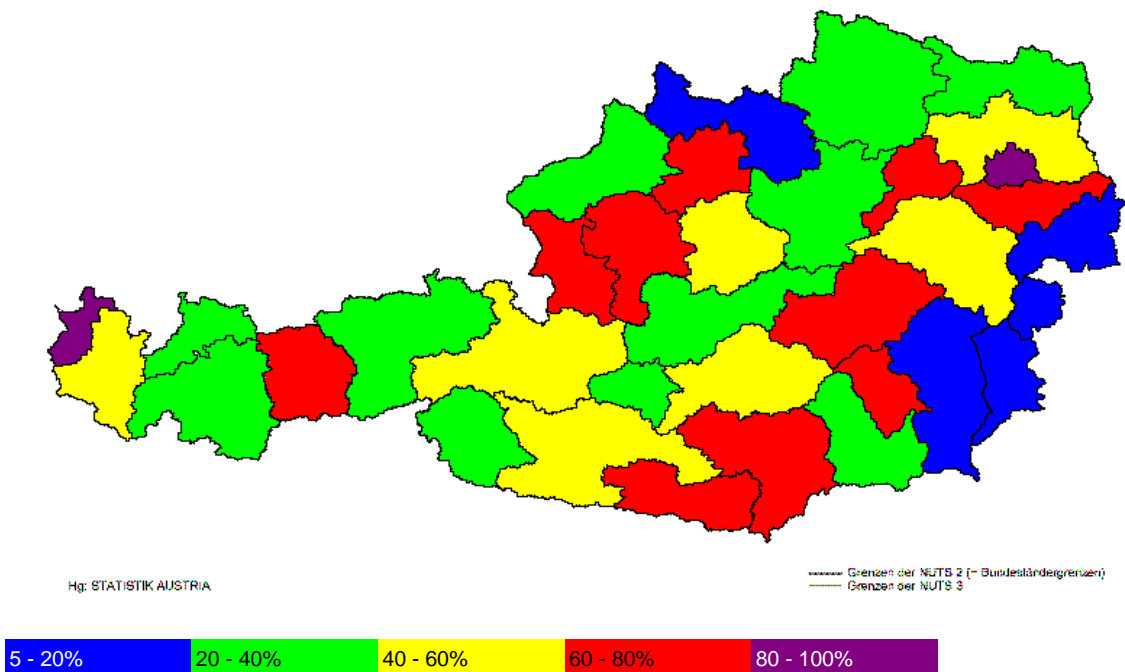 Hg: STATISTIK AUSTRIA
Grenzen der NUTS 2 (= Bundesländergrenzen)
Grenzen der NUTS 3
5 - 20%
20 - 40%
40 - 60%
60 - 80%
80 - 100%